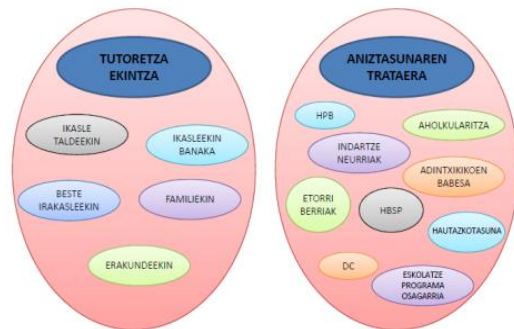 TUTORETZA
EKINTZA
IKASLE
TALDEEKIN
IKASLEEKIN
BANAKA
BESTE
IRAKASLEEKIN
FAMILIEKIN
ERAKUNDEEKIN
ANIZTASUNAREN
TRATAERA
HPB
AHOLKULARITZA
INDARTZE
NEURRIAK
ADINTXIKIKOEN
BABESA
ETORRI
BERRIAK
HBSP
HAUTAZKOTASUNA
DC
ESKOLATZE
PROGRAMA
OSAGARRIA